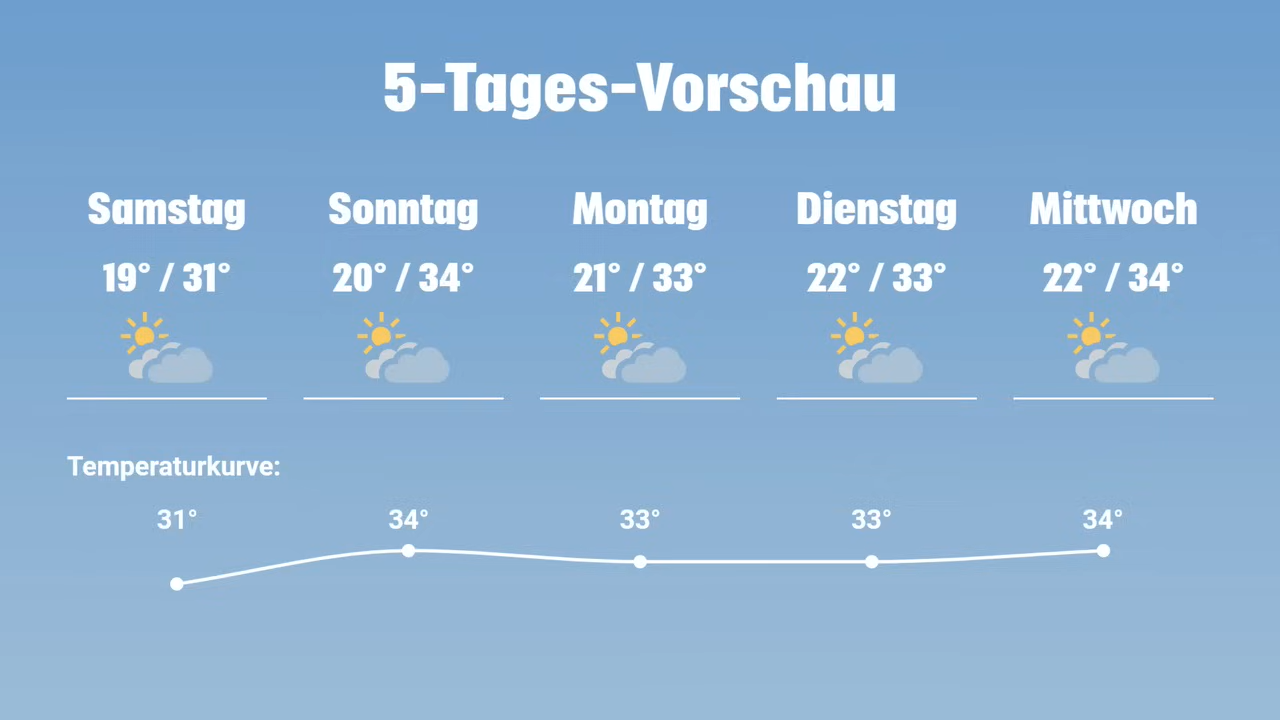 5-Tages-Vorschau
Samstag Sonntag Montag Dienstag Mittwoch
19° / 31° 20° / 34° 21° / 33° 22° / 33° 22° / 34°
Temperaturkurve:
31° 34° 33° 33° 34°